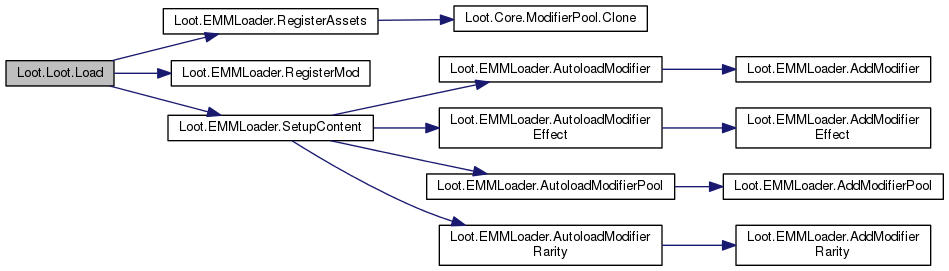 Loot.Loot.Load
Loot.EMMLoader.RegisterAssets
Loot.Core.ModifierPool.Clone
Loot.EMMLoader.RegisterMod
Loot.EMMLoader.SetupContent
Loot.EMMLoader.AutoloadModifier
Loot.EMMLoader.AddModifier
Loot.EMMLoader.AutoloadModifier
Effect
Loot.EMMLoader.AddModifier
Effect
Loot.EMMLoader.AutoloadModifierPool
Loot.EMMLoader.AddModifierPool
Loot.EMMLoader.AutoloadModifier
Rarity
Loot.EMMLoader.AddModifier
Rarity